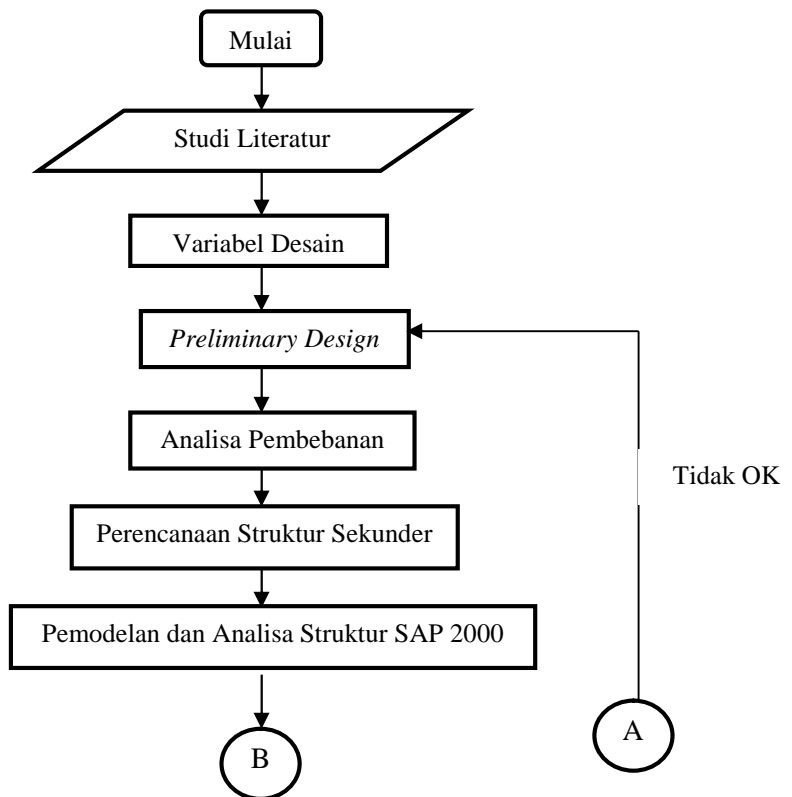 Mulai
Studi Literatur
Variabel Desain
Preliminary Design
Analisa Pembebanan
Tidak OK
Perencanaan Struktur Sekunder
Pemodelan dan Analisa Struktur SAP 2000
A
B